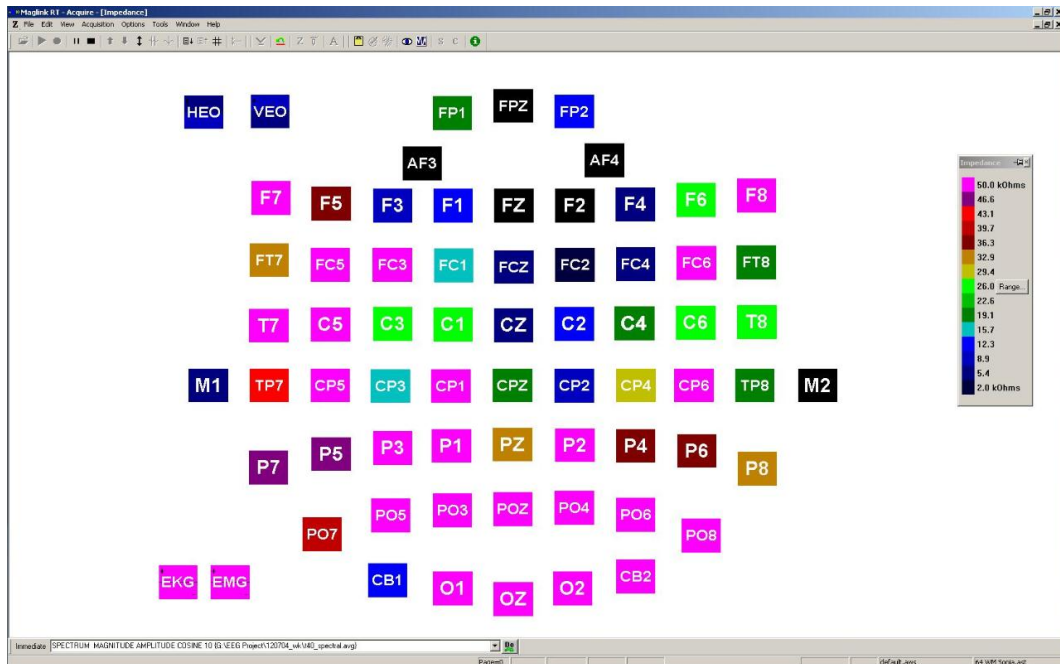 Maglink RT - Acquire - [Impedance]
File Edit View Acquisition Options Tools Window Help
HEO VEO FP1 FPZ FP2
AF3 AF4
F7 F5 F3 F1 FZ F2 F4 F6 F8
FT7 FC5 FC3 FC1 FCZ FC2 FC4 FC6 FT8
T7 C5 C3 C1 CZ C2 C4 C6 T8
M1 TP7 CP5 CP3 CP1 CPZ CP2 CP4 CP6 TP8 M2
P7 P5 P3 P1 PZ P2 P4 P6 P8
PO7 PO5 PO3 POZ PO4 PO6 PO8
EKG EMG CB1 O1 OZ O2 CB2
Impedance
50.0 kOhms
46.6
43.1
39.7
36.3
32.9
29.4
26.0 Range...
22.6
19.1
15.7
12.3
8.9
5.4
2.0 kOhms
Immediate SPECTRUM MAGNITUDE AMPLITUDE COSINE 10 {G:\EEG Project\120704_wk\t40_spectral.avg}
default.aws